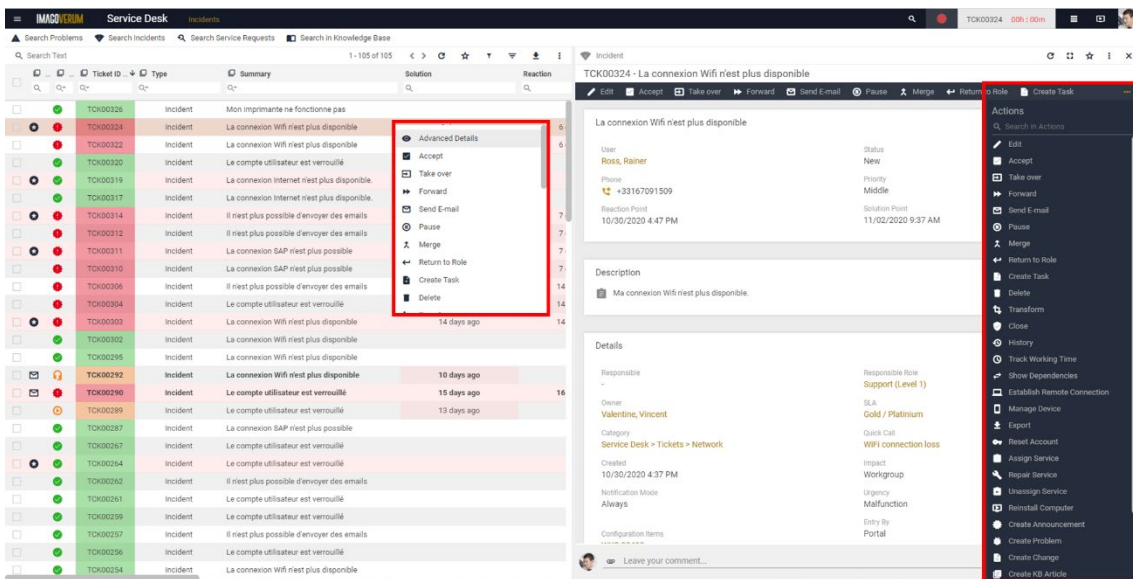 IMAGOVERUM Service Desk Incidents TCK00324 00h : 00m
Search Problems Search Incidents Search Service Requests Search in Knowledge Base
Search Text 1 - 105 of 105
Ticket ID ... Type Summary Solution Reaction
TCK00326 Incident Mon imprimante ne fonctionne pas
TCK00324 Incident La connexion Wifi n'est plus disponible 6
TCK00322 Incident La connexion Wifi n'est plus disponible 6
TCK00320 Incident Le compte utilisateur est verrouillé
TCK00319 Incident La connexion Internet n'est plus disponible.
TCK00317 Incident La connexion Internet n'est plus disponible.
TCK00314 Incident Il n'est plus possible d'envoyer des emails 7
TCK00312 Incident Il n'est plus possible d'envoyer des emails 7
TCK00311 Incident La connexion SAP n'est plus possible 7
TCK00310 Incident La connexion SAP n'est plus possible 7
TCK00306 Incident Il n'est plus possible d'envoyer des emails 14
TCK00304 Incident Le compte utilisateur est verrouillé 14
TCK00303 Incident La connexion Wifi n'est plus disponible 14 days ago 14
TCK00302 Incident La connexion Wifi n'est plus disponible
TCK00295 Incident La connexion Wifi n'est plus disponible
TCK00292 Incident La connexion Wifi n'est plus disponible 10 days ago
TCK00290 Incident Le compte utilisateur est verrouillé 15 days ago 16
TCK00289 Incident Le compte utilisateur est verrouillé 13 days ago
TCK00287 Incident La connexion SAP n'est plus possible
TCK00267 Incident Le compte utilisateur est verrouillé
TCK00264 Incident Le compte utilisateur est verrouillé
TCK00262 Incident Il n'est plus possible d'envoyer des emails
TCK00261 Incident Le compte utilisateur est verrouillé
TCK00259 Incident Le compte utilisateur est verrouillé
TCK00257 Incident Il n'est plus possible d'envoyer des emails
TCK00256 Incident Le compte utilisateur est verrouillé
TCK00254 Incident La connexion Wifi n'est plus disponible
Advanced Details
Accept
Take over
Forward
Send E-mail
Pause
Merge
Return to Role
Create Task
Delete
Incident
TCK00324 - La connexion Wifi n'est plus disponible
Edit Accept Take over Forward Send E-mail Pause Merge Return to Role Create Task
La connexion Wifi n'est plus disponible
User Status
Ross, Rainer New
Phone Priority
+33167091509 Middle
Reaction Point Solution Point
10/30/2020 4:47 PM 11/02/2020 9:37 AM
Description
Ma connexion Wifi n'est plus disponible.
Details
Responsible Responsible Role
- Support (Level 1)
Owner SLA
Valentine, Vincent Gold / Platinium
Category Quick Call
Service Desk > Tickets > Network WiFi connection loss
Created Impact
10/30/2020 4:37 PM Workgroup
Notification Mode Urgency
Always Malfunction
Configuration Items Entry By
Portal
Leave your comment...
Actions
Search in Actions
Edit
Accept
Take over
Forward
Send E-mail
Pause
Merge
Return to Role
Create Task
Delete
Transform
Close
History
Track Working Time
Show Dependencies
Establish Remote Connection
Manage Device
Export
Reset Account
Assign Service
Repair Service
Unassign Service
Reinstall Computer
Create Announcement
Create Problem
Create Change
Create KB Article